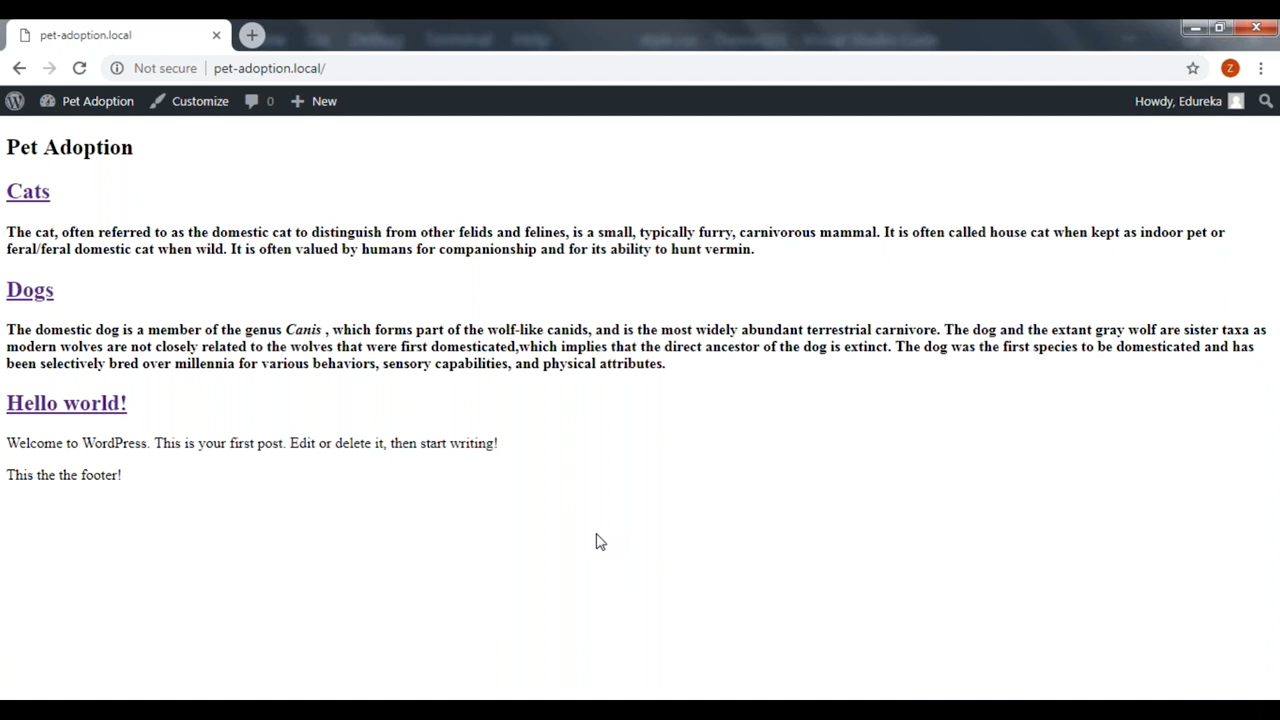 pet-adoption.local
Not secure pet-adoption.local/
Z
Pet Adoption Customize 0 New Howdy, Edureka
Pet Adoption
Cats
The cat, often referred to as the domestic cat to distinguish from other felids and felines, is a small, typically furry, carnivorous mammal. It is often called house cat when kept as indoor pet or
feral/feral domestic cat when wild. It is often valued by humans for companionship and for its ability to hunt vermin.
Dogs
The domestic dog is a member of the genus Canis , which forms part of the wolf-like canids, and is the most widely abundant terrestrial carnivore. The dog and the extant gray wolf are sister taxa as
modern wolves are not closely related to the wolves that were first domesticated,which implies that the direct ancestor of the dog is extinct. The dog was the first species to be domesticated and has
been selectively bred over millennia for various behaviors, sensory capabilities, and physical attributes.
Hello world!
Welcome to WordPress. This is your first post. Edit or delete it, then start writing!
This the the footer!